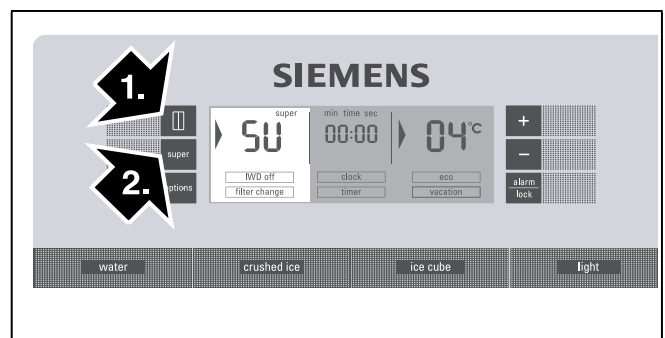 SIEMENS
1.
super
2.
ptions
super
SU
IWD off
filter change
min time sec
00:00
clock
timer
04°C
eco
vacation
+
−
alarm
lock
water
crushed ice
ice cube
light